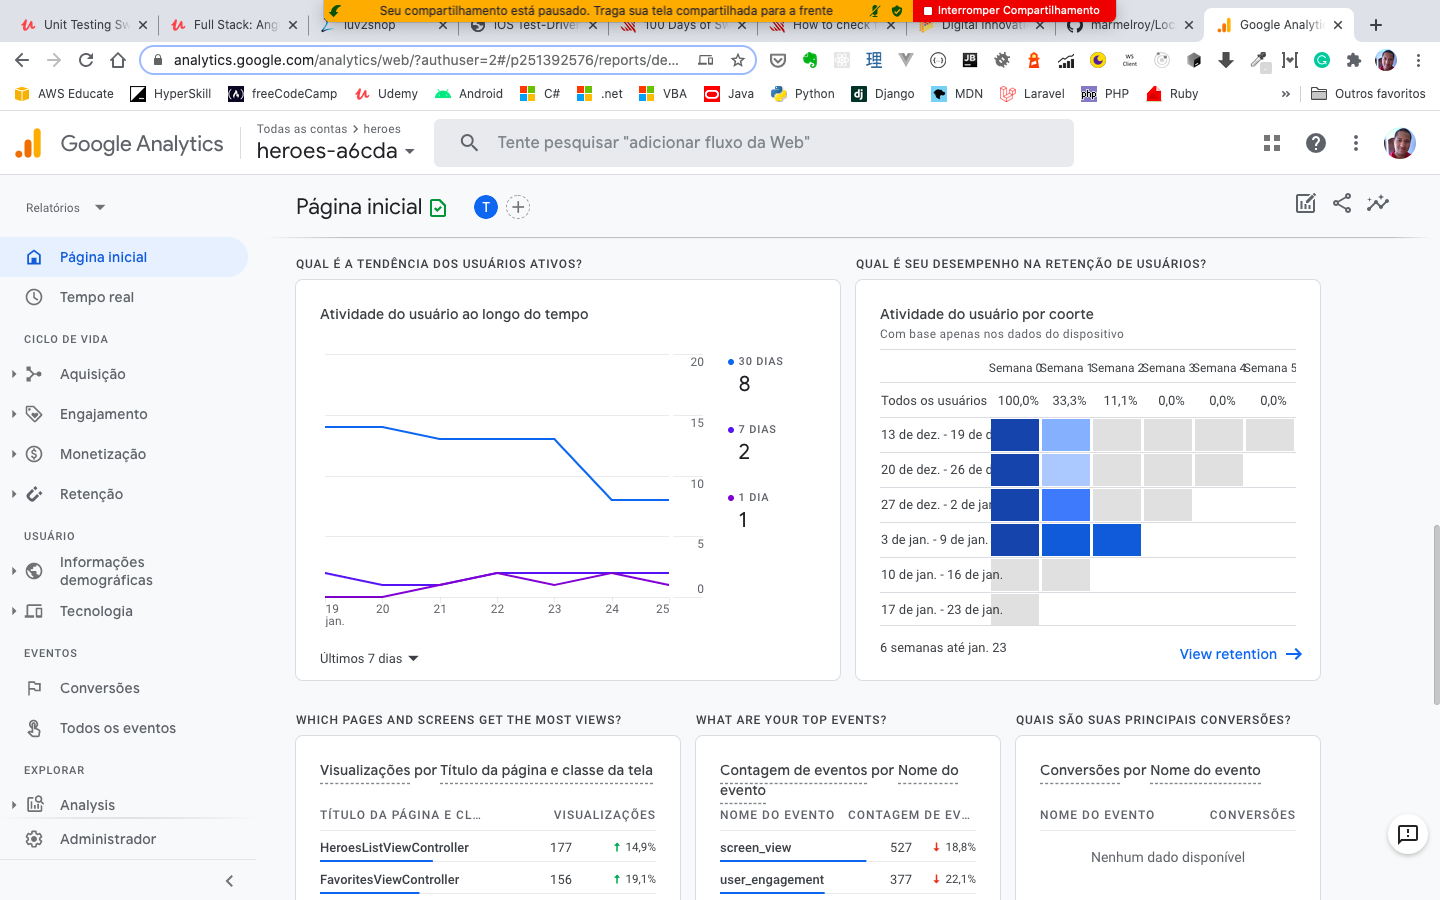 Unit Testing Sw
Full Stack: Ang
luv2shop
iOS Test-Driver
100 Days of Sw
How to check i
Digital Innovati
marmelroy/Loc
Google Analytic
Seu compartilhamento está pausado. Traga sua tela compartilhada para a frente
Interromper Compartilhamento
analytics.google.com/analytics/web/?authuser=2#/p251392576/reports/de...
AWS Educate
HyperSkill
freeCodeCamp
Udemy
Android
C#
.net
VBA
Java
Python
Django
MDN
Laravel
PHP
Ruby
»
Outros favoritos
Google Analytics
Todas as contas > heroes
heroes-a6cda
Tente pesquisar "adicionar fluxo da Web"
Relatórios
Página inicial
Tempo real
CICLO DE VIDA
Aquisição
Engajamento
Monetização
Retenção
USUÁRIO
Informações
demográficas
Tecnologia
EVENTOS
Conversões
Todos os eventos
EXPLORAR
Analysis
Administrador
Página inicial
T
QUAL É A TENDÊNCIA DOS USUÁRIOS ATIVOS?
Atividade do usuário ao longo do tempo
20
15
10
5
0
19 20 21 22 23 24 25
jan.
30 DIAS
8
7 DIAS
2
1 DIA
1
Últimos 7 dias
QUAL É SEU DESEMPENHO NA RETENÇÃO DE USUÁRIOS?
Atividade do usuário por coorte
Com base apenas nos dados do dispositivo
Semana 0 Semana 1 Semana 2 Semana 3 Semana 4 Semana 5
Todos os usuários 100,0% 33,3% 11,1% 0,0% 0,0% 0,0%
13 de dez. - 19 de d
20 de dez. - 26 de d
27 de dez. - 2 de jan
3 de jan. - 9 de jan.
10 de jan. - 16 de jan.
17 de jan. - 23 de jan.
6 semanas até jan. 23
View retention
WHICH PAGES AND SCREENS GET THE MOST VIEWS?
Visualizações por Título da página e classe da tela
TÍTULO DA PÁGINA E CL... VISUALIZAÇÕES
HeroesListViewController 177 ↑ 14,9%
FavoritesViewController 156 ↑ 19,1%
WHAT ARE YOUR TOP EVENTS?
Contagem de eventos por Nome do
evento
NOME DO EVENTO CONTAGEM DE EV...
screen_view 527 ↓ 18,8%
user_engagement 377 ↓ 22,1%
QUAIS SÃO SUAS PRINCIPAIS CONVERSÕES?
Conversões por Nome do evento
NOME DO EVENTO CONVERSÕES
Nenhum dado disponível